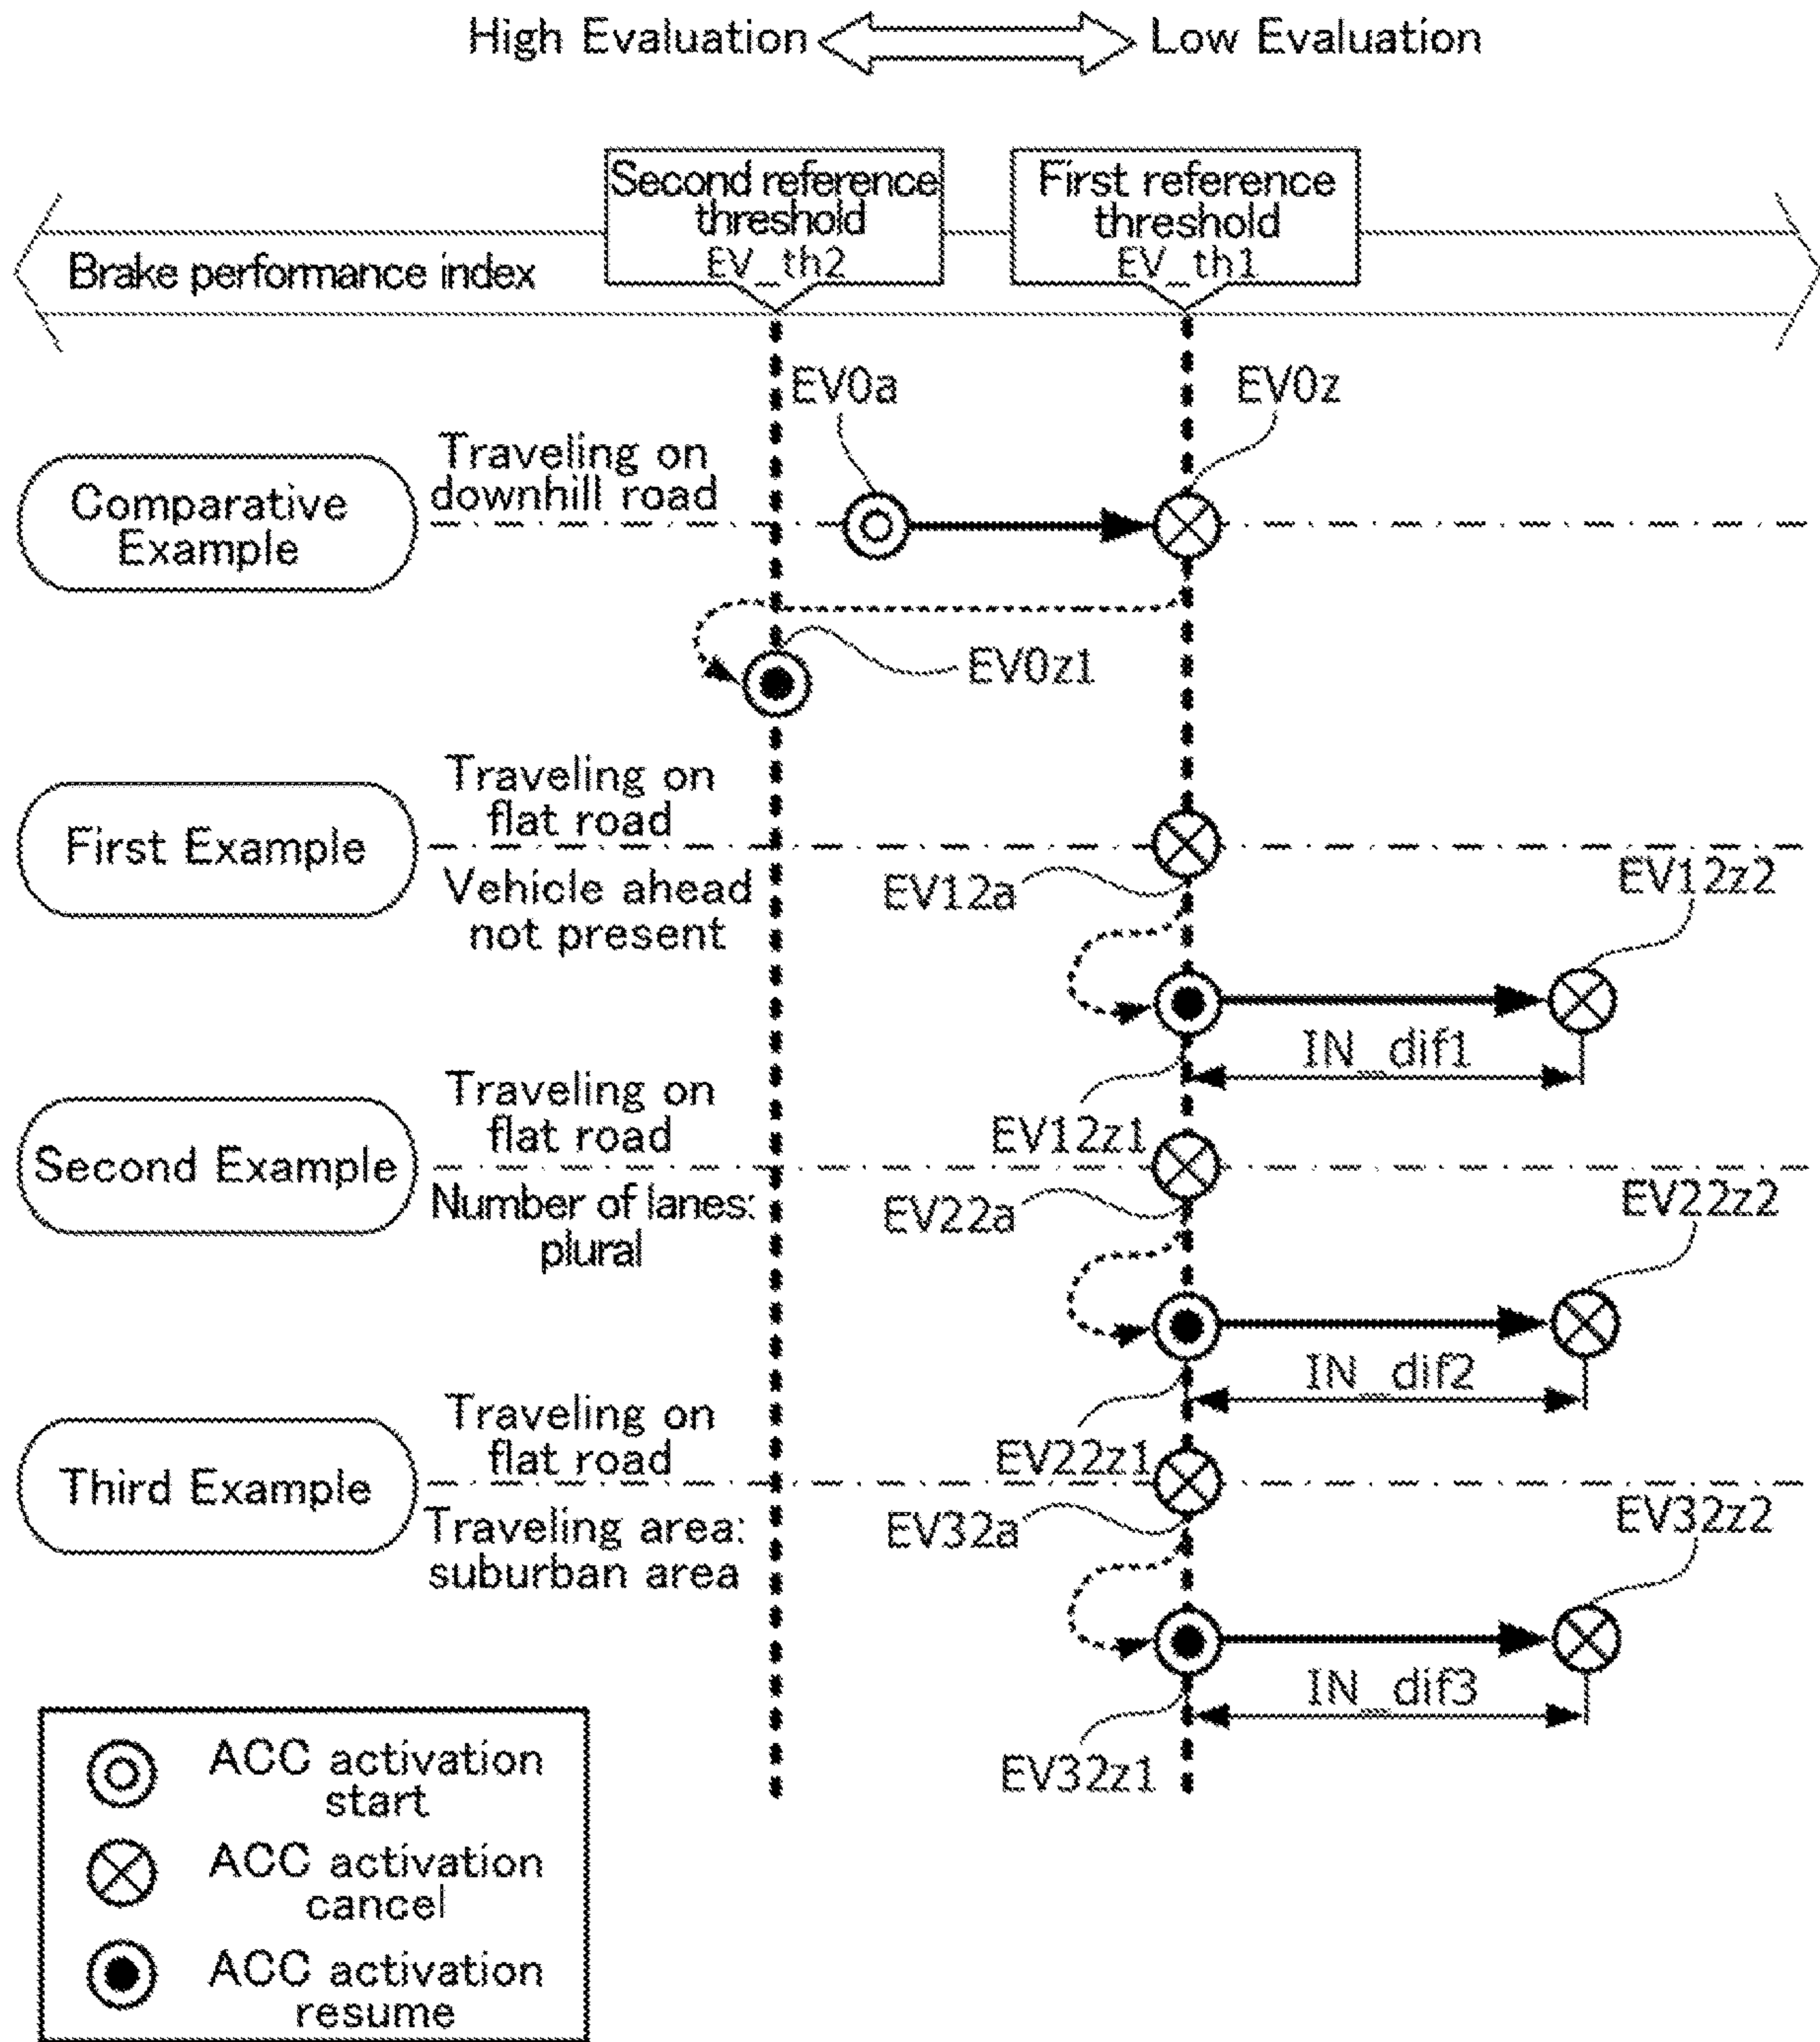 High Evaluation
Low Evaluation
Second reference
threshold
EV_th2
First reference
threshold
EV_th1
Brake performance index
EV0a
EV0z
Comparative
Example
Traveling on
downhill road
EV0z1
First Example
Traveling on
flat road
Vehicle ahead
not present
EV12a
EV12z2
IN_dif1
EV12z1
Second Example
Traveling on
flat road
Number of lanes:
plural
EV22a
EV22z2
IN_dif2
EV22z1
Third Example
Traveling on
flat road
Traveling area:
suburban area
EV32a
EV32z2
IN_dif3
EV32z1
ACC activation
start
ACC activation
cancel
ACC activation
resume